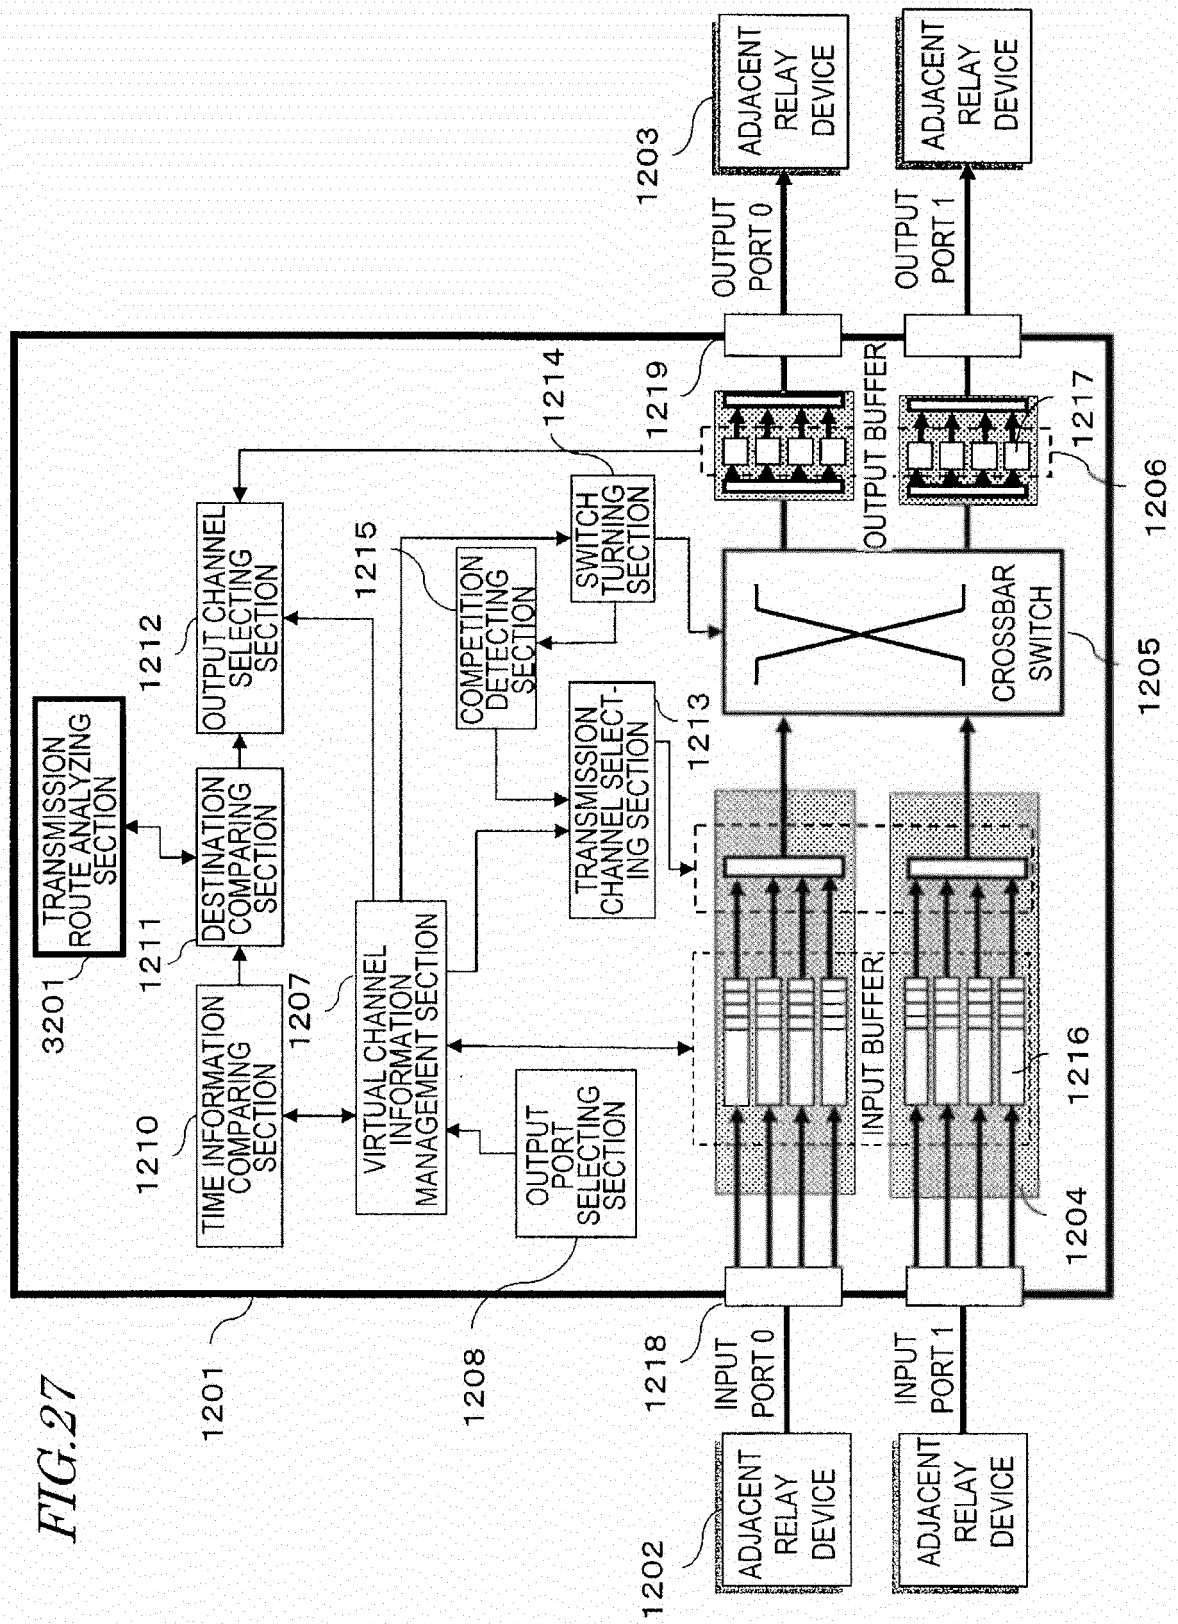 FIG.27
1201
3201
TRANSMISSION
ROUTE ANALYZING
SECTION
1210
TIME INFORMATION
COMPARING
SECTION
1211
DESTINATION
COMPARING
SECTION
1212
OUTPUT CHANNEL
SELECTING
SECTION
1207
VIRTUAL CHANNEL
INFORMATION
MANAGEMENT SECTION
1215
COMPETITION
DETECTING
SECTION
1214
SWITCH
TURNING
SECTION
1208
OUTPUT
PORT
SELECTING
SECTION
TRANSMISSION
CHANNEL SELECT-
ING SECTION
1213
1202
ADJACENT
RELAY
DEVICE
1218
INPUT
PORT 0
1219
OUTPUT
PORT 0
1203
ADJACENT
RELAY
DEVICE
INPUT BUFFER
OUTPUT BUFFER
ADJACENT
RELAY
DEVICE
INPUT
PORT 1
CROSSBAR
SWITCH
OUTPUT
PORT 1
ADJACENT
RELAY
DEVICE
1204
1216
1205
1206
1217